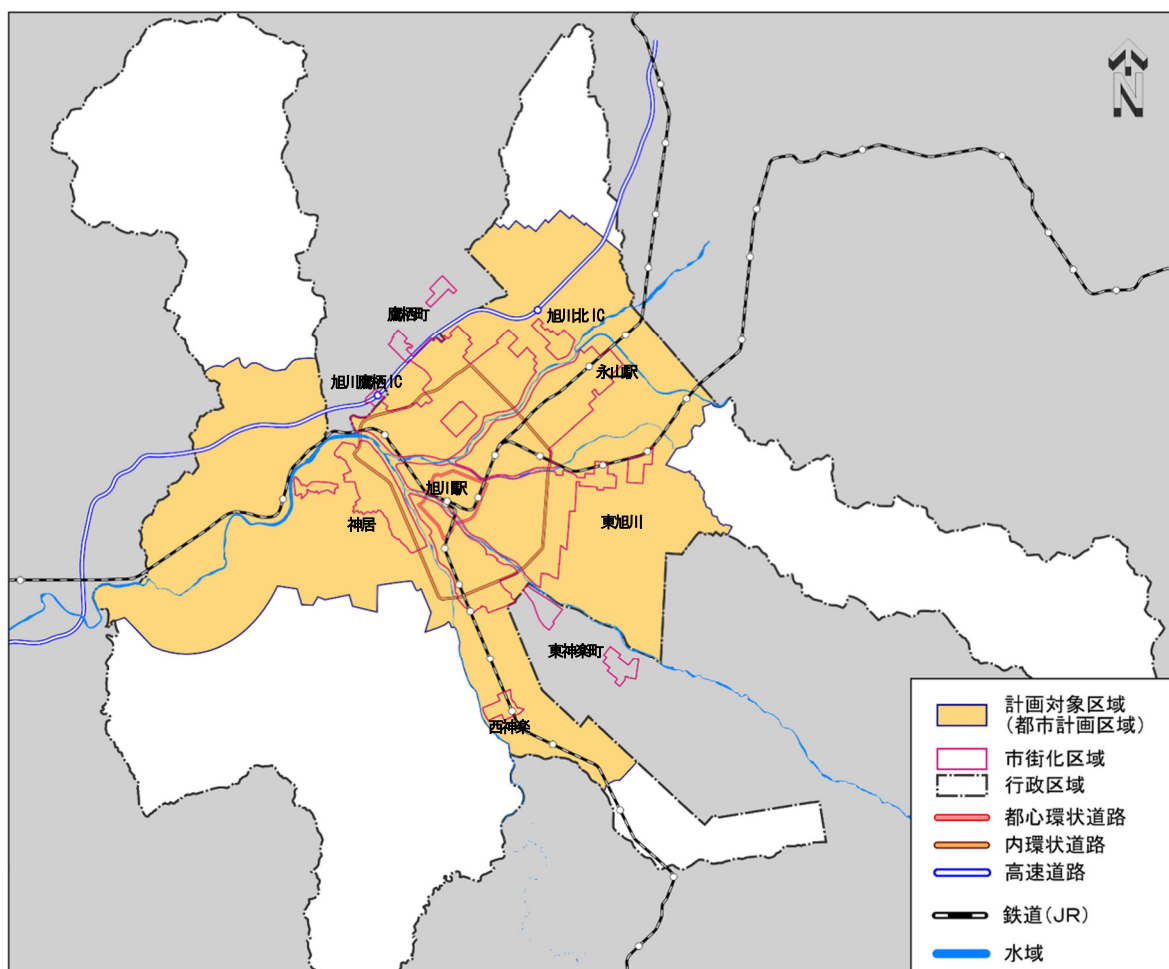 N
鷹栖町
旭川北IC
永山駅
旭川鷹栖IC
旭川駅
神居
東旭川
東神楽町
西神楽
計画対象区域
(都市計画区域)
市街化区域
行政区域
都心環状道路
内環状道路
高速道路
鉄道(JR)
水域